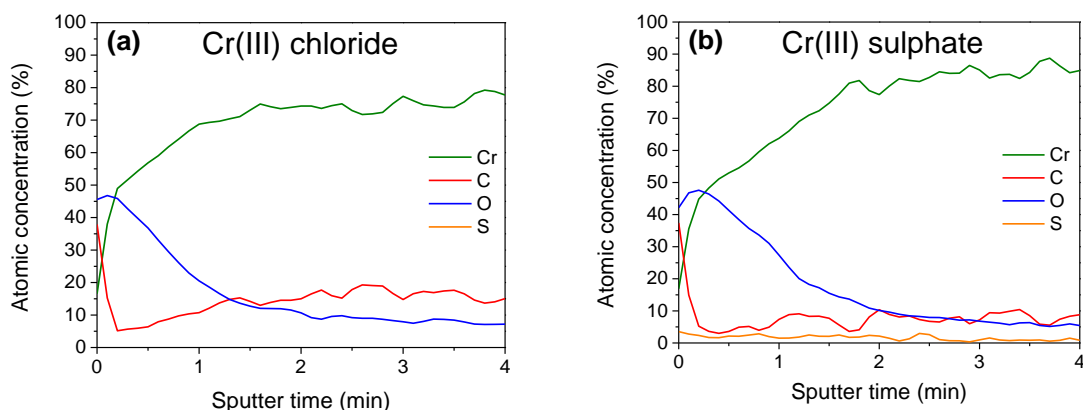 (a) Cr(III) chloride
Atomic concentration (%)
100
90
80
70
60
50
40
30
20
10
0
Cr
C
O
S
0 1 2 3 4
Sputter time (min)
(b) Cr(III) sulphate
Atomic concentration (%)
100
90
80
70
60
50
40
30
20
10
0
Cr
C
O
S
0 1 2 3 4
Sputter time (min)